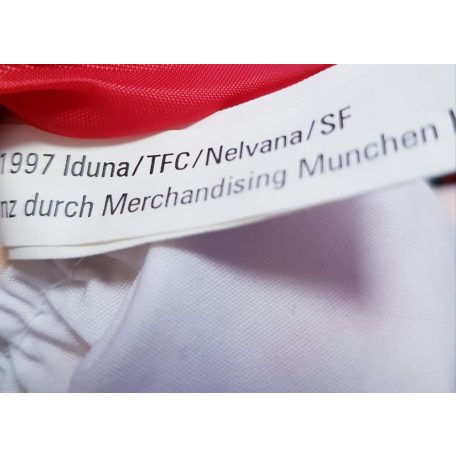 1997 Iduna/TFC/Nelvana/SF
nz durch Merchandising Munchen